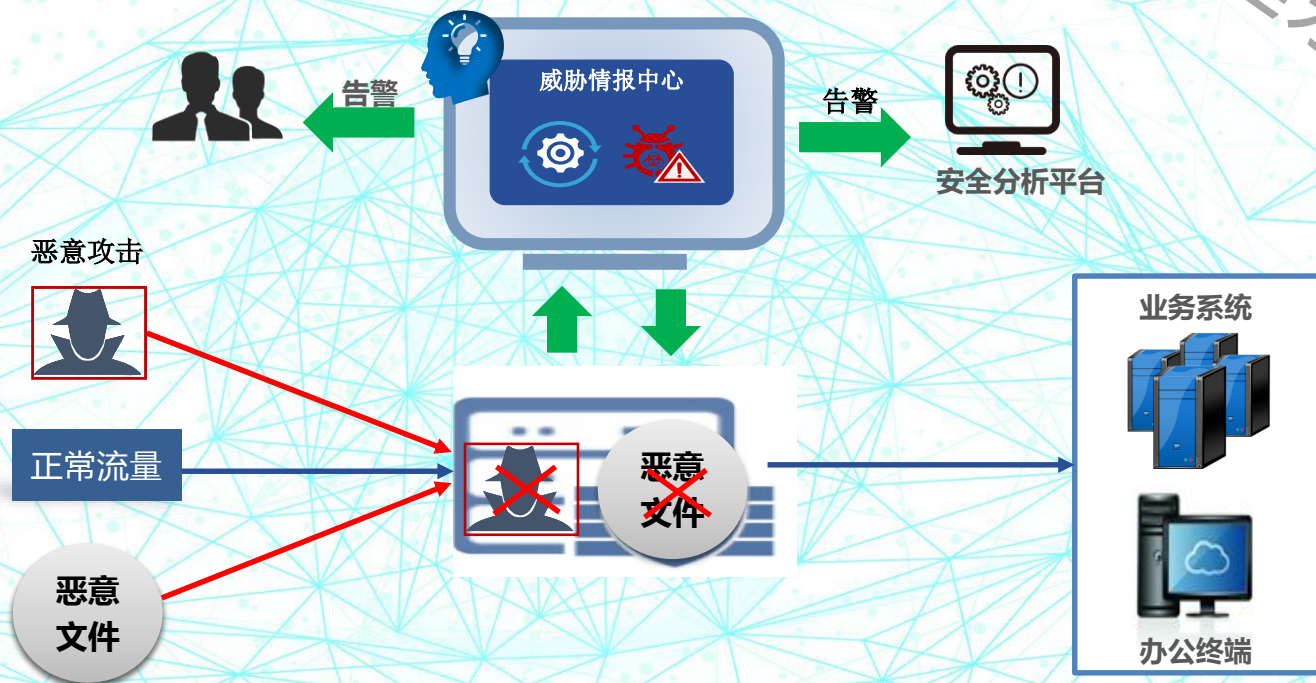 威胁情报中心
告警
告警
安全分析平台
恶意攻击
正常流量
恶意
文件
恶意
文件
业务系统
办公终端